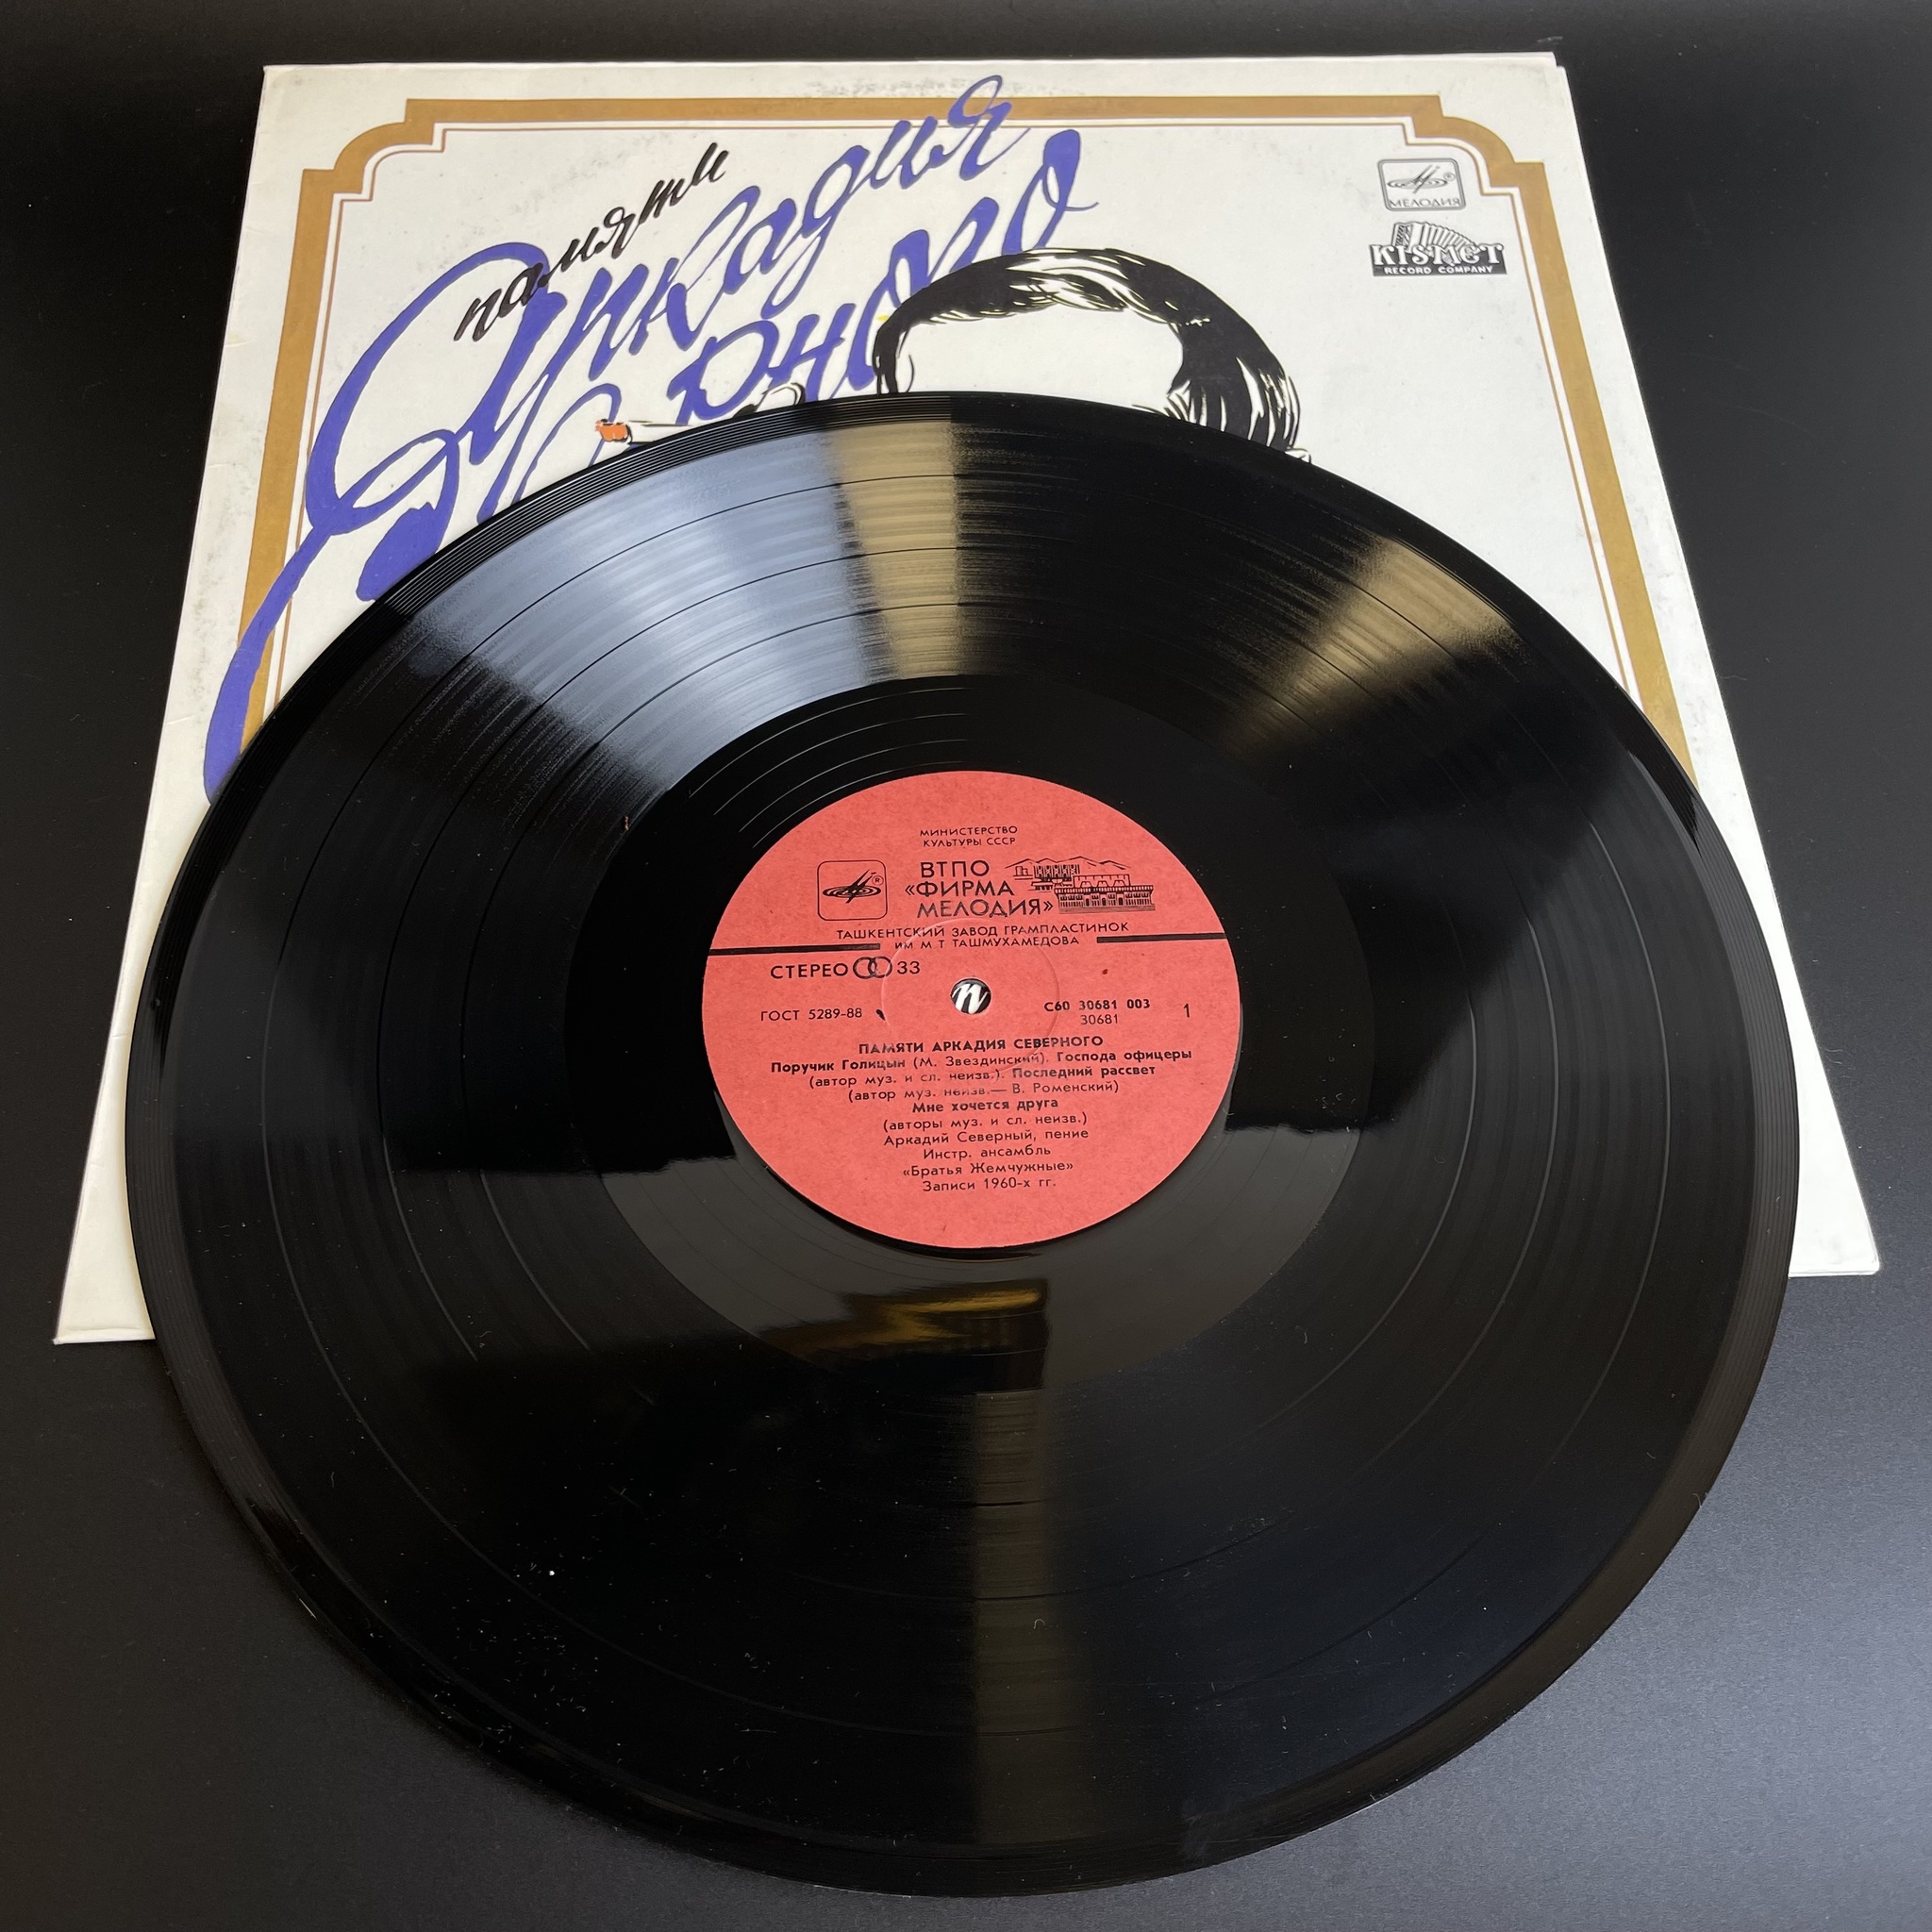 памяти
Аркадия
МЕЛОДИЯ
KISMET
RECORD COMPANY
МИНИСТЕРСТВО
КУЛЬТУРЫ СССР
ВТПО
«ФИРМА
МЕЛОДИЯ»
ТАШКЕНТСКИЙ ЗАВОД ГРАМПЛАСТИНОК
ИМ М Т ТАШМУХАМЕДОВА
СТЕРЕО 33
ГОСТ 5289-88
С60 30681 003
30681
1
ПАМЯТИ АРКАДИЯ СЕВЕРНОГО
Поручик Голицын (М. Звездинский). Господа офицеры
(автор муз. и сл. неизв.). Последний рассвет
(автор муз. неизв.— В. Роменский)
Мне хочется друга
(авторы муз. и сл. неизв.)
Аркадий Северный, пение
Инстр. ансамбль
«Братья Жемчужные»
Записи 1960-х гг.